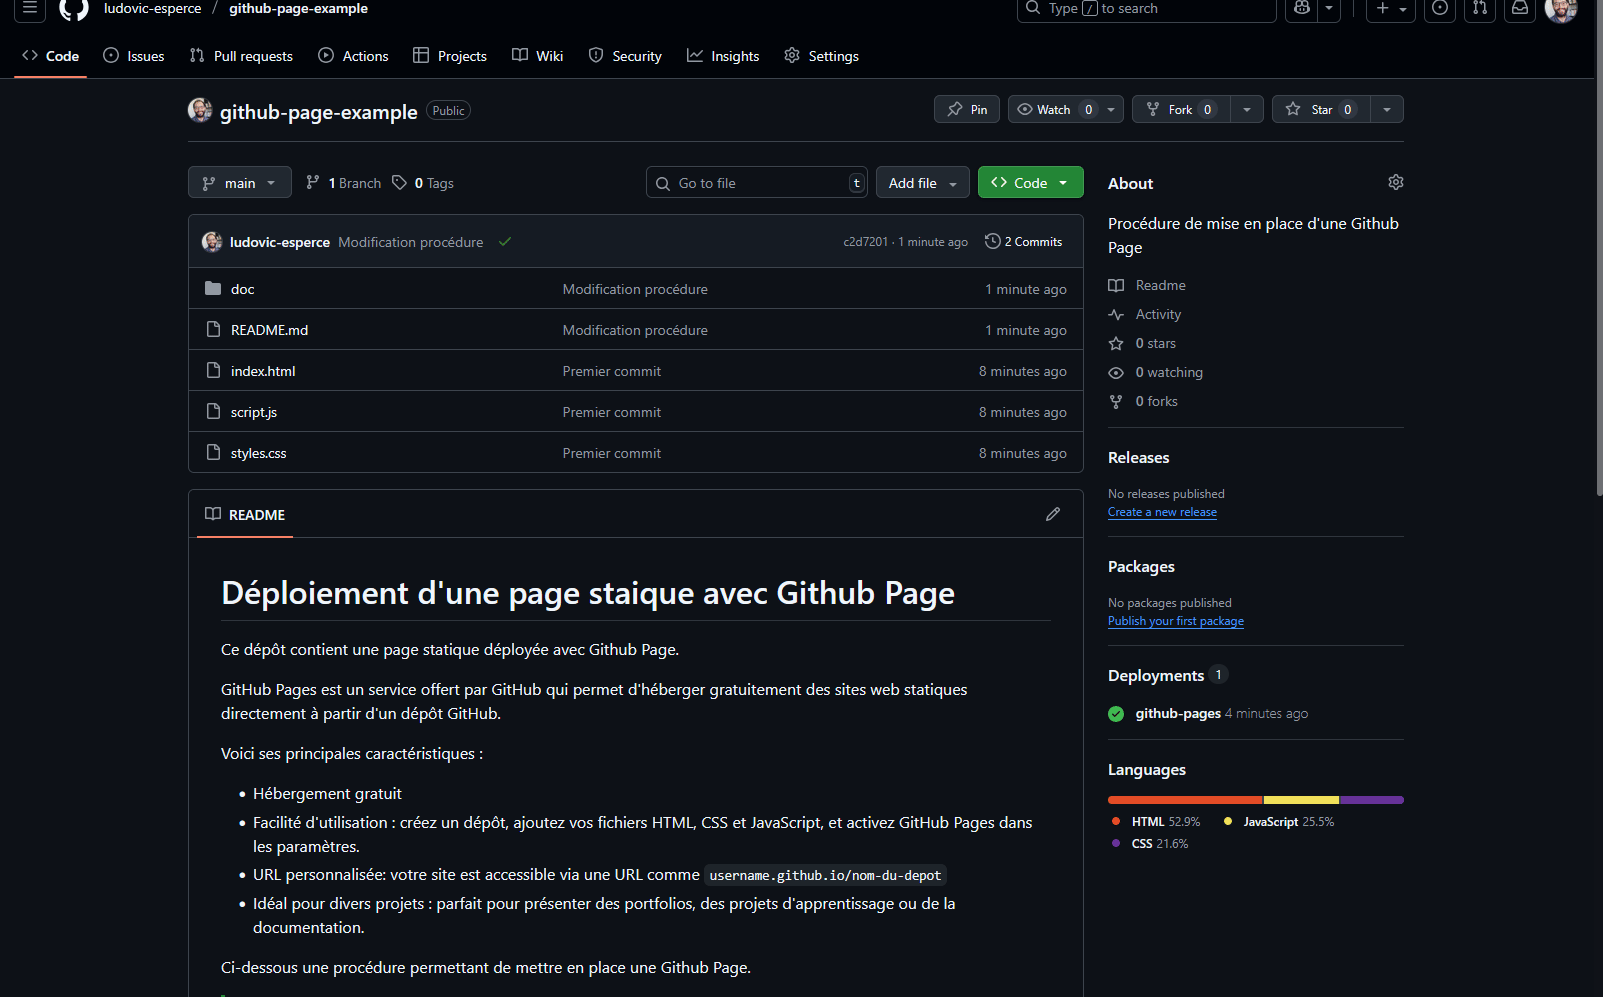 ludovic-esperce / github-page-example
Type / to search
Code Issues Pull requests Actions Projects Wiki Security Insights Settings
github-page-example Public
Pin Watch 0 Fork 0 Star 0
main 1 Branch 0 Tags
Go to file t
Add file
Code
ludovic-esperce Modification procédure c2d7201 · 1 minute ago 2 Commits
doc Modification procédure 1 minute ago
README.md Modification procédure 1 minute ago
index.html Premier commit 8 minutes ago
script.js Premier commit 8 minutes ago
styles.css Premier commit 8 minutes ago
README
Déploiement d'une page staique avec Github Page
Ce dépôt contient une page statique déployée avec Github Page.
GitHub Pages est un service offert par GitHub qui permet d'héberger gratuitement des sites web statiques
directement à partir d'un dépôt GitHub.
Voici ses principales caractéristiques :
• Hébergement gratuit
• Facilité d'utilisation : créez un dépôt, ajoutez vos fichiers HTML, CSS et JavaScript, et activez GitHub Pages dans
les paramètres.
• URL personnalisée: votre site est accessible via une URL comme username.github.io/nom-du-depot
• Idéal pour divers projets : parfait pour présenter des portfolios, des projets d'apprentissage ou de la
documentation.
Ci-dessous une procédure permettant de mettre en place une Github Page.
About
Procédure de mise en place d'une Github
Page
Readme
Activity
0 stars
0 watching
0 forks
Releases
No releases published
Create a new release
Packages
No packages published
Publish your first package
Deployments 1
github-pages 4 minutes ago
Languages
HTML 52.9% JavaScript 25.5%
CSS 21.6%